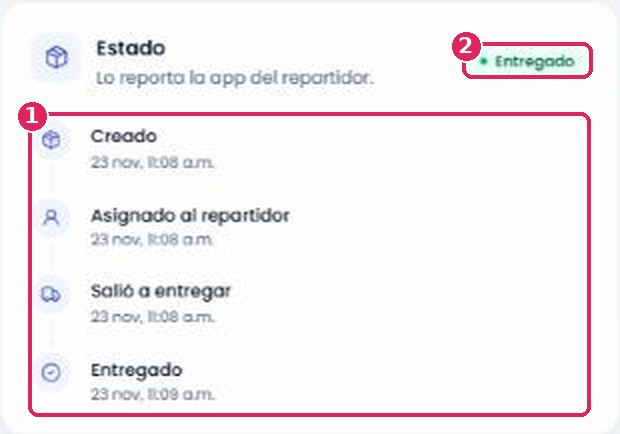 Estado
2
Entregado
Lo reporta la app del repartidor.
1
Creado
23 nov, 11:08 a.m.
Asignado al repartidor
23 nov, 11:08 a.m.
Salió a entregar
23 nov, 11:08 a.m.
Entregado
23 nov, 11:09 a.m.